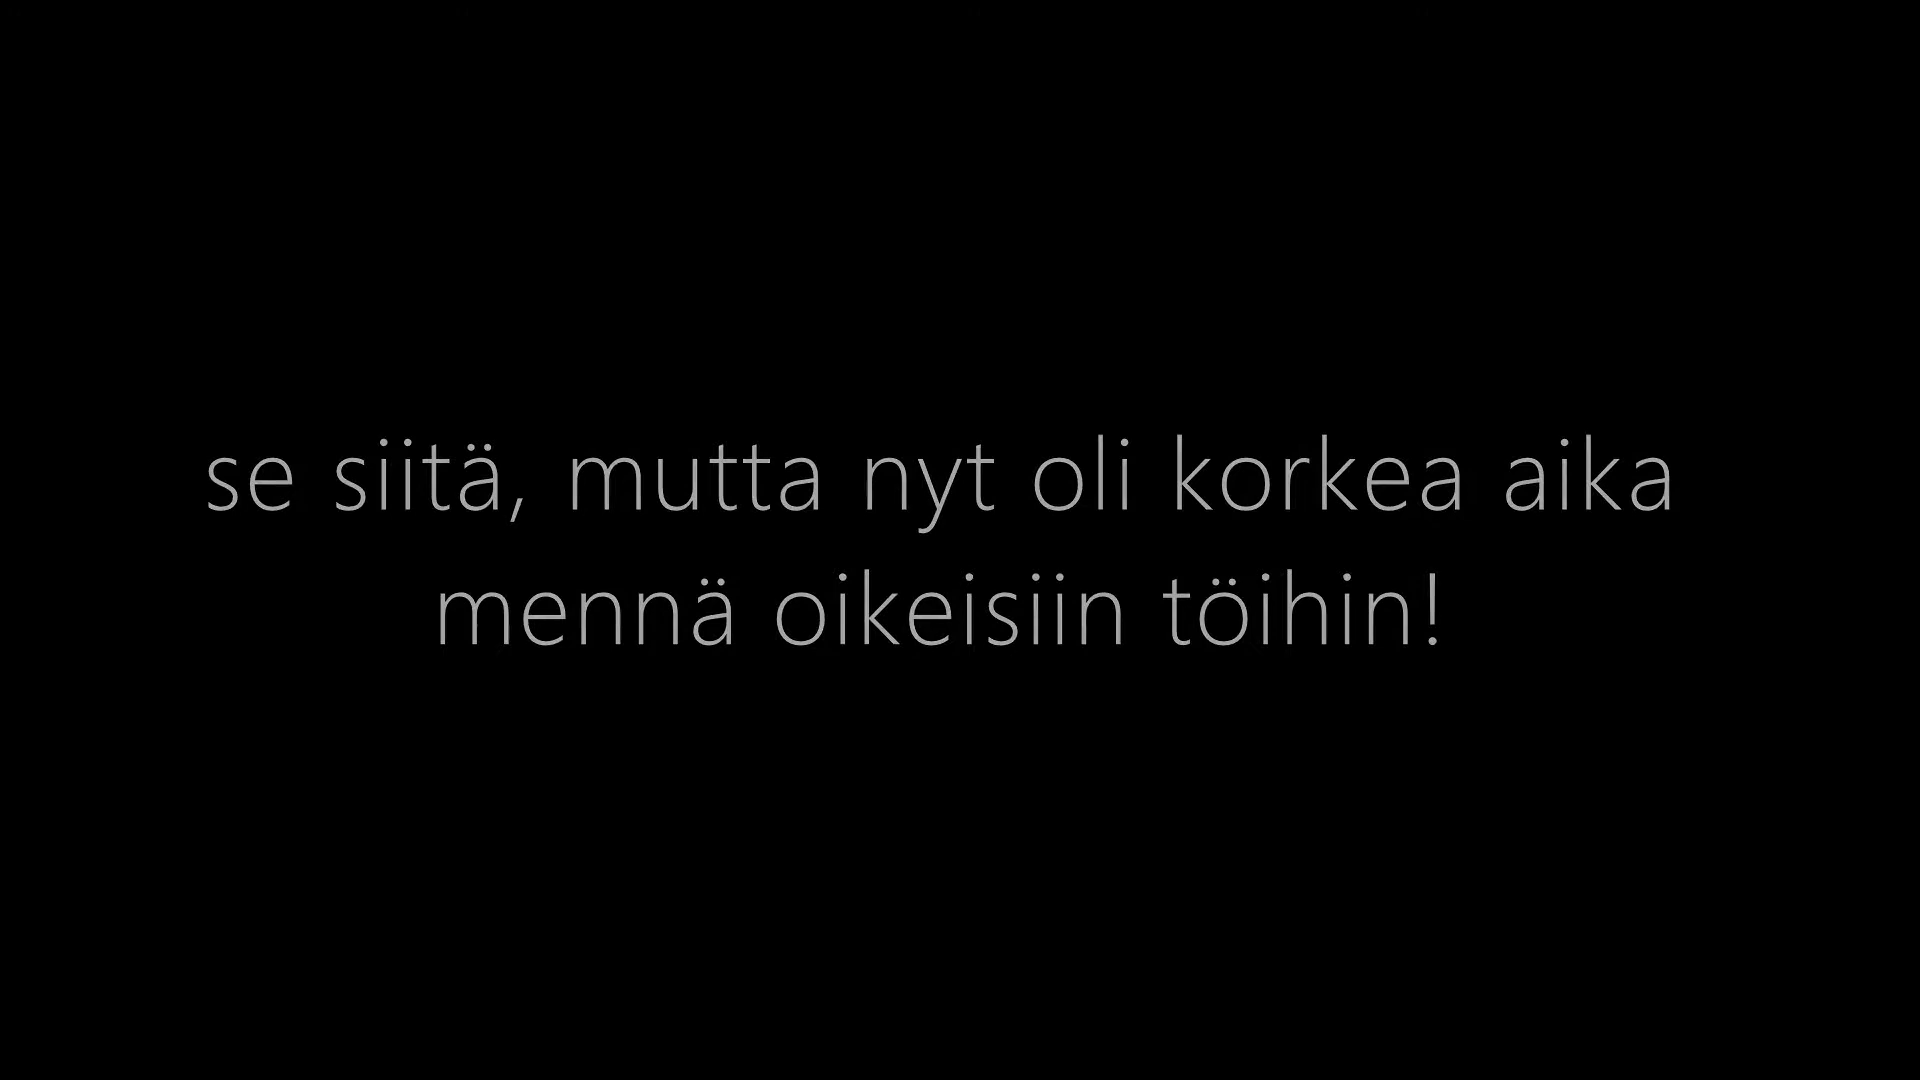 se siitä, mutta nyt oli korkea aika
mennä oikeisiin töihin!